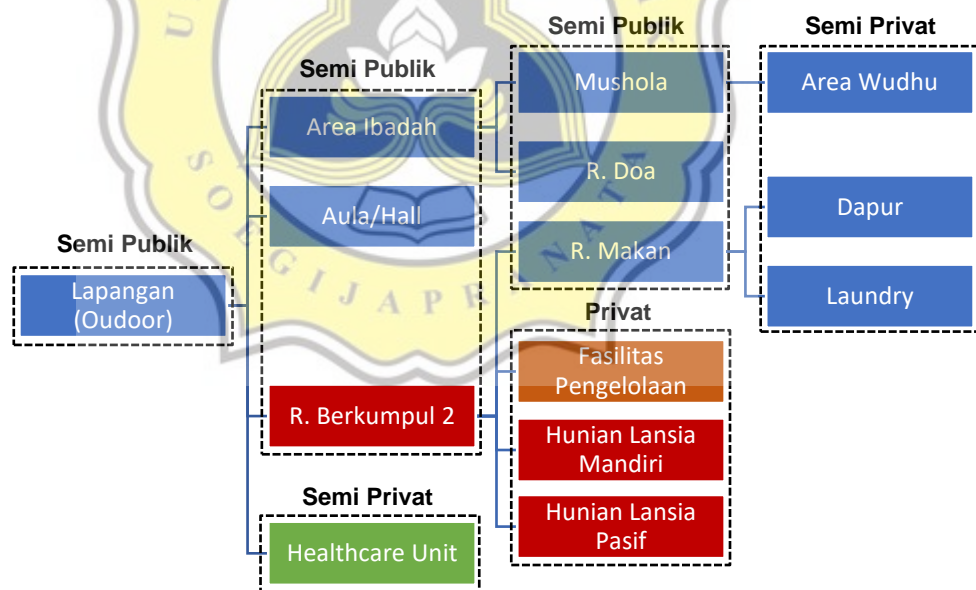 Semi Publik
Lapangan
(Oudoor)
Semi Publik
Area Ibadah
Aula/Hall
R. Berkumpul 2
Semi Privat
Healthcare Unit
Semi Publik
Mushola
R. Doa
R. Makan
Privat
Fasilitas
Pengelolaan
Hunian Lansia
Mandiri
Hunian Lansia
Pasif
Semi Privat
Area Wudhu
Dapur
Laundry
SOEGIJAPRANATA